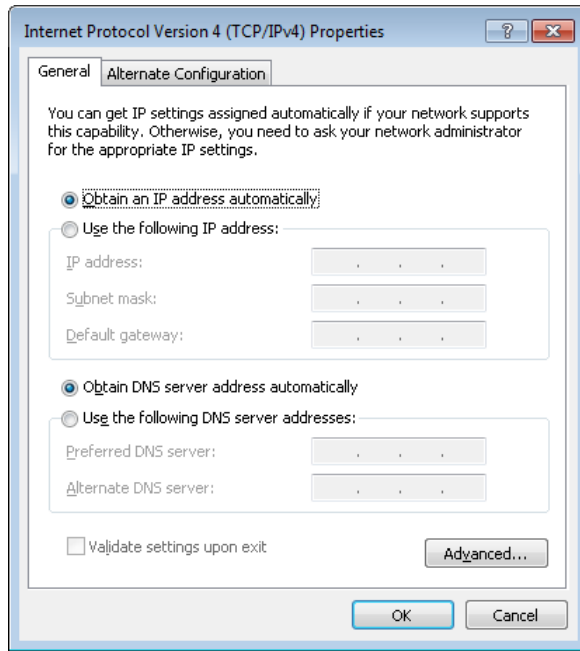 Internet Protocol Version 4 (TCP/IPv4) Properties
General
Alternate Configuration
You can get IP settings assigned automatically if your network supports
this capability. Otherwise, you need to ask your network administrator
for the appropriate IP settings.
Obtain an IP address automatically
Use the following IP address:
IP address:
Subnet mask:
Default gateway:
Obtain DNS server address automatically
Use the following DNS server addresses:
Preferred DNS server:
Alternate DNS server:
Validate settings upon exit
Advanced...
OK
Cancel